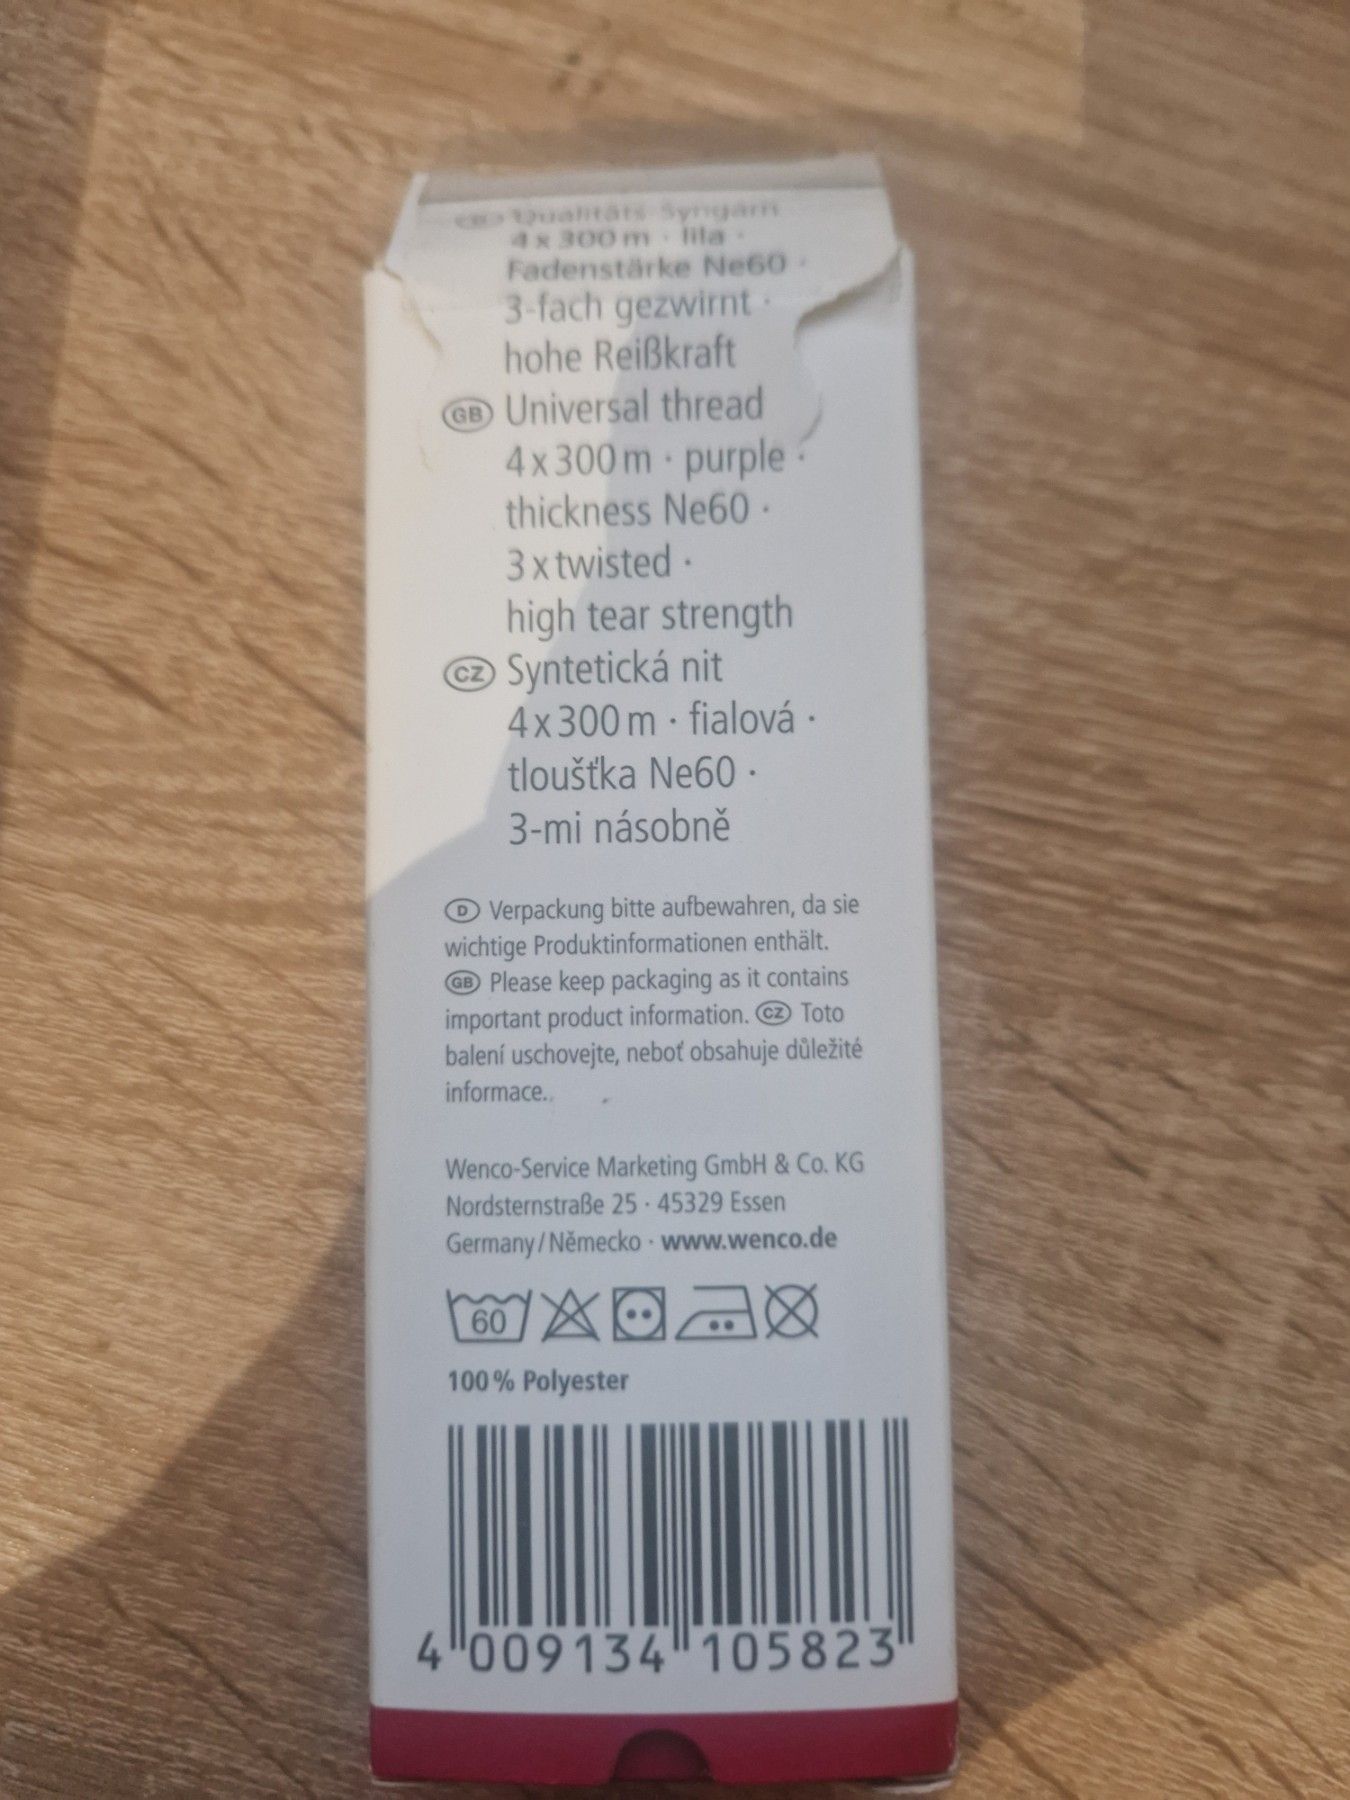 Qualitäts-Syngarn
4 x 300 m · lila ·
Fadenstärke Ne60 ·
3-fach gezwirnt ·
hohe Reißkraft
GB Universal thread
4 x 300 m · purple ·
thickness Ne60 ·
3 x twisted ·
high tear strength
CZ Syntetická nit
4 x 300 m · fialová ·
tloušťka Ne60 ·
3-mi násobně
D Verpackung bitte aufbewahren, da sie
wichtige Produktinformationen enthält.
GB Please keep packaging as it contains
important product information. CZ Toto
balení uschovejte, neboť obsahuje důležité
informace..
Wenco-Service Marketing GmbH & Co. KG
Nordsternstraße 25 · 45329 Essen
Germany/Německo · www.wenco.de
60
100 % Polyester
4 009134 105823